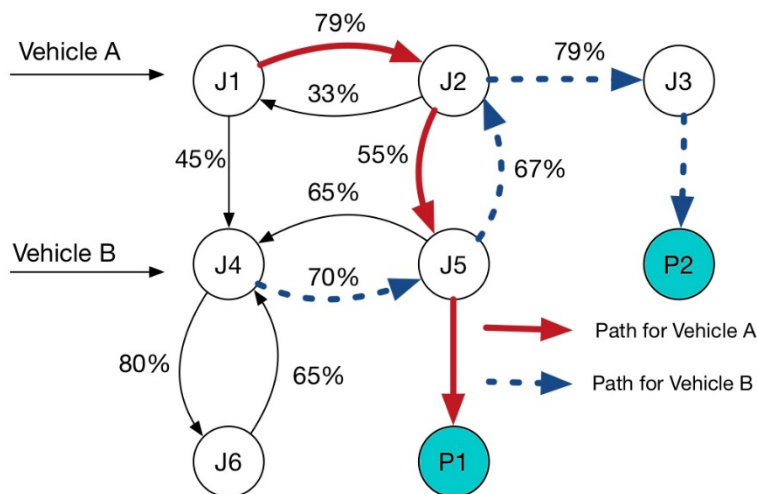 79%
Vehicle A
J1
J2
79%
J3
33%
45%
55%
67%
65%
Vehicle B
J4
70%
J5
P2
Path for Vehicle A
80%
65%
Path for Vehicle B
J6
P1